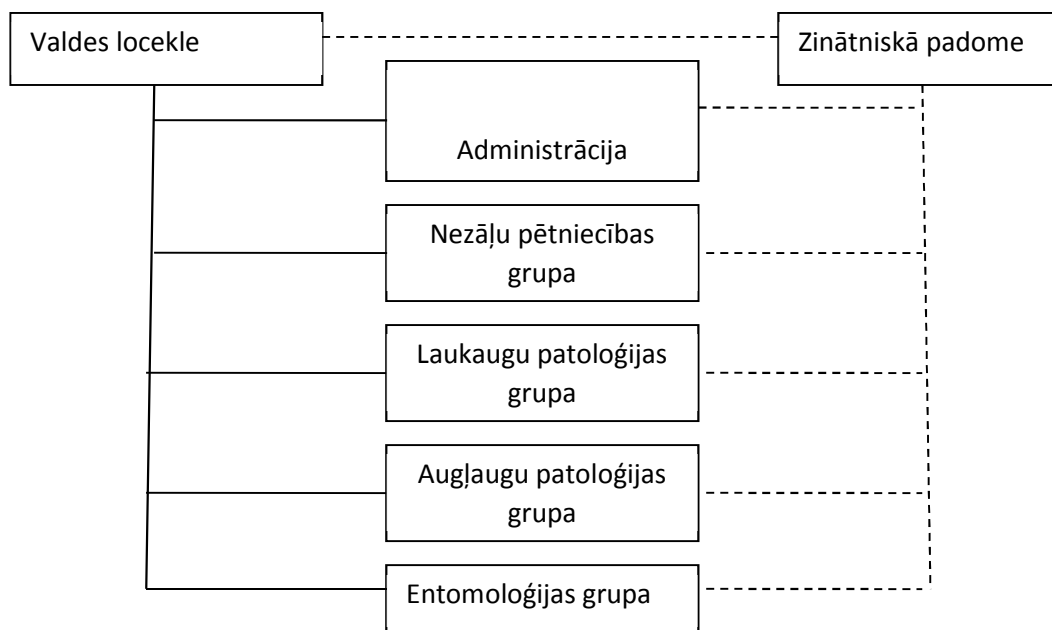 Valdes locekle
Zinātniskā padome
Administrācija
Nezāļu pētniecības
grupa
Laukaugu patoloģijas
grupa
Augļaugu patoloģijas
grupa
Entomoloģijas grupa